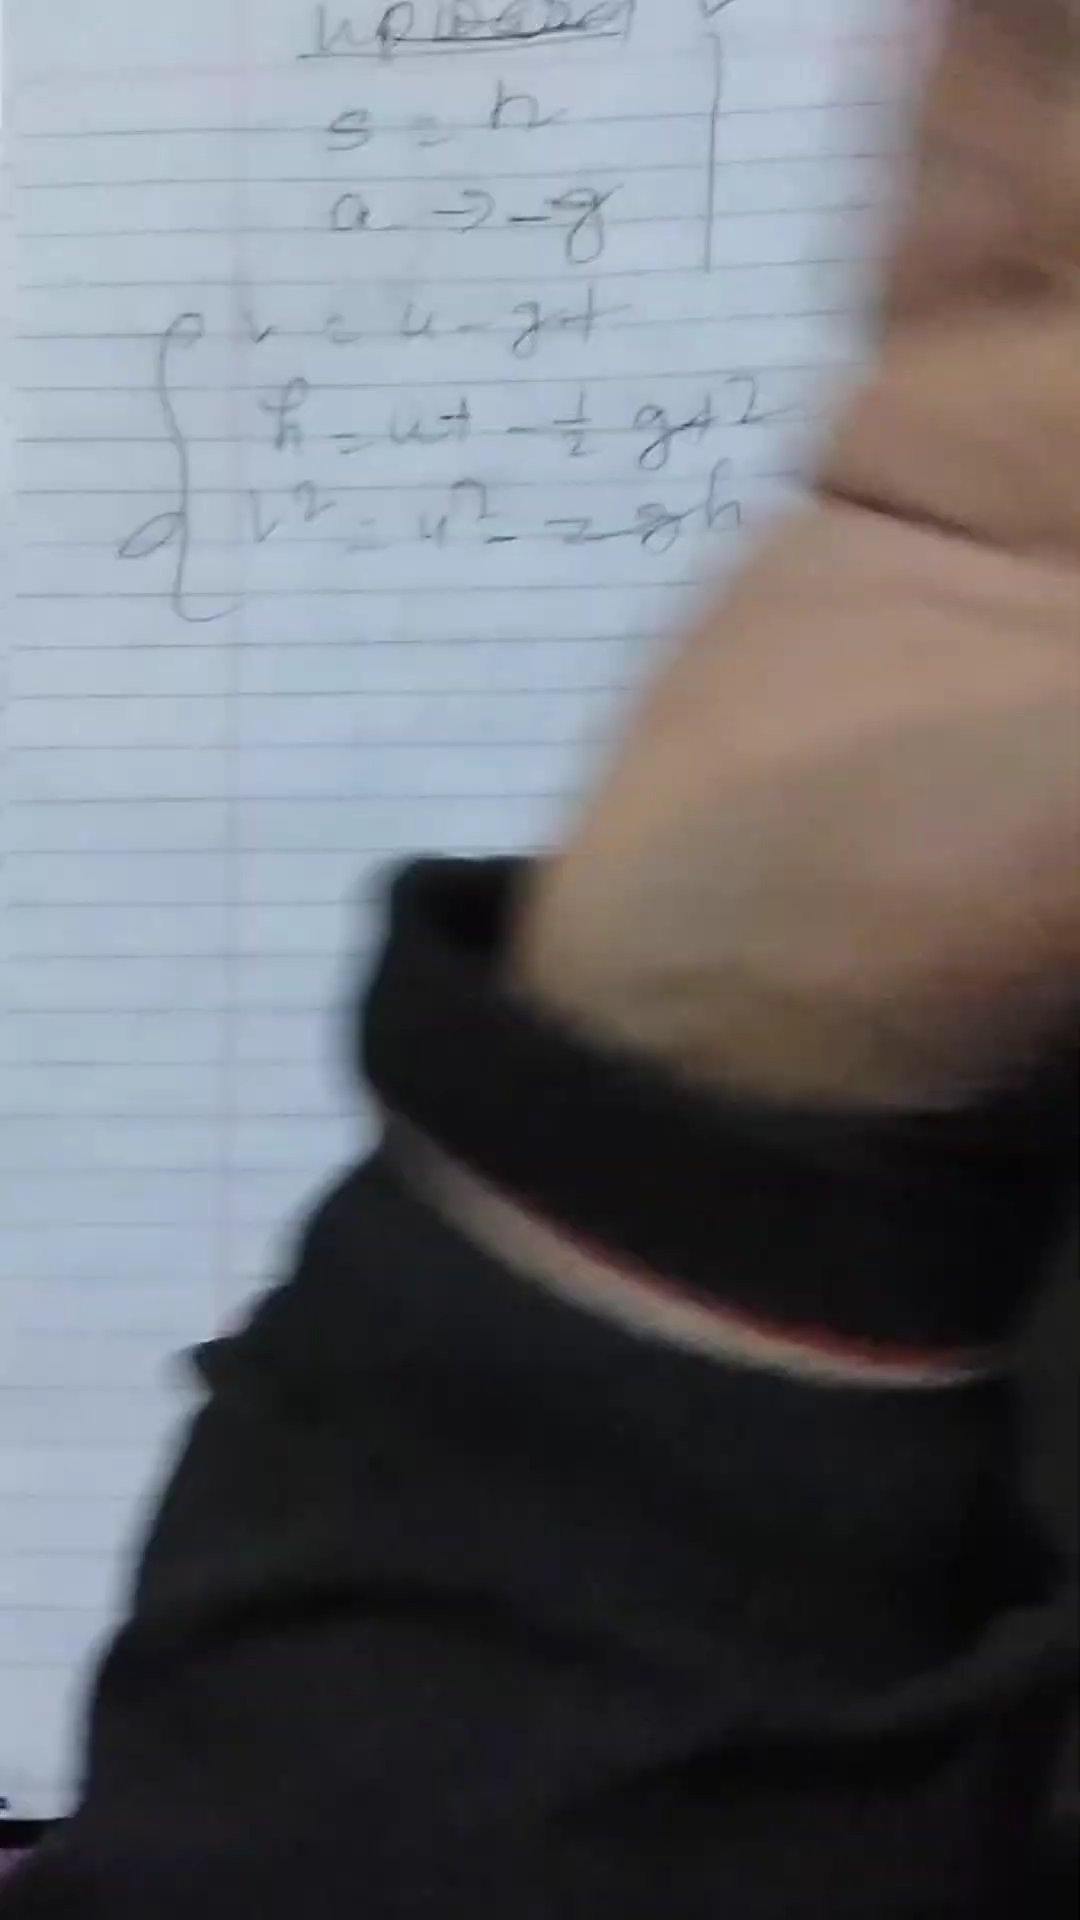 upward
s = h
a → -g
v = u - gt
h = ut - 1/2 gt2
v2 = u2 - 2gh